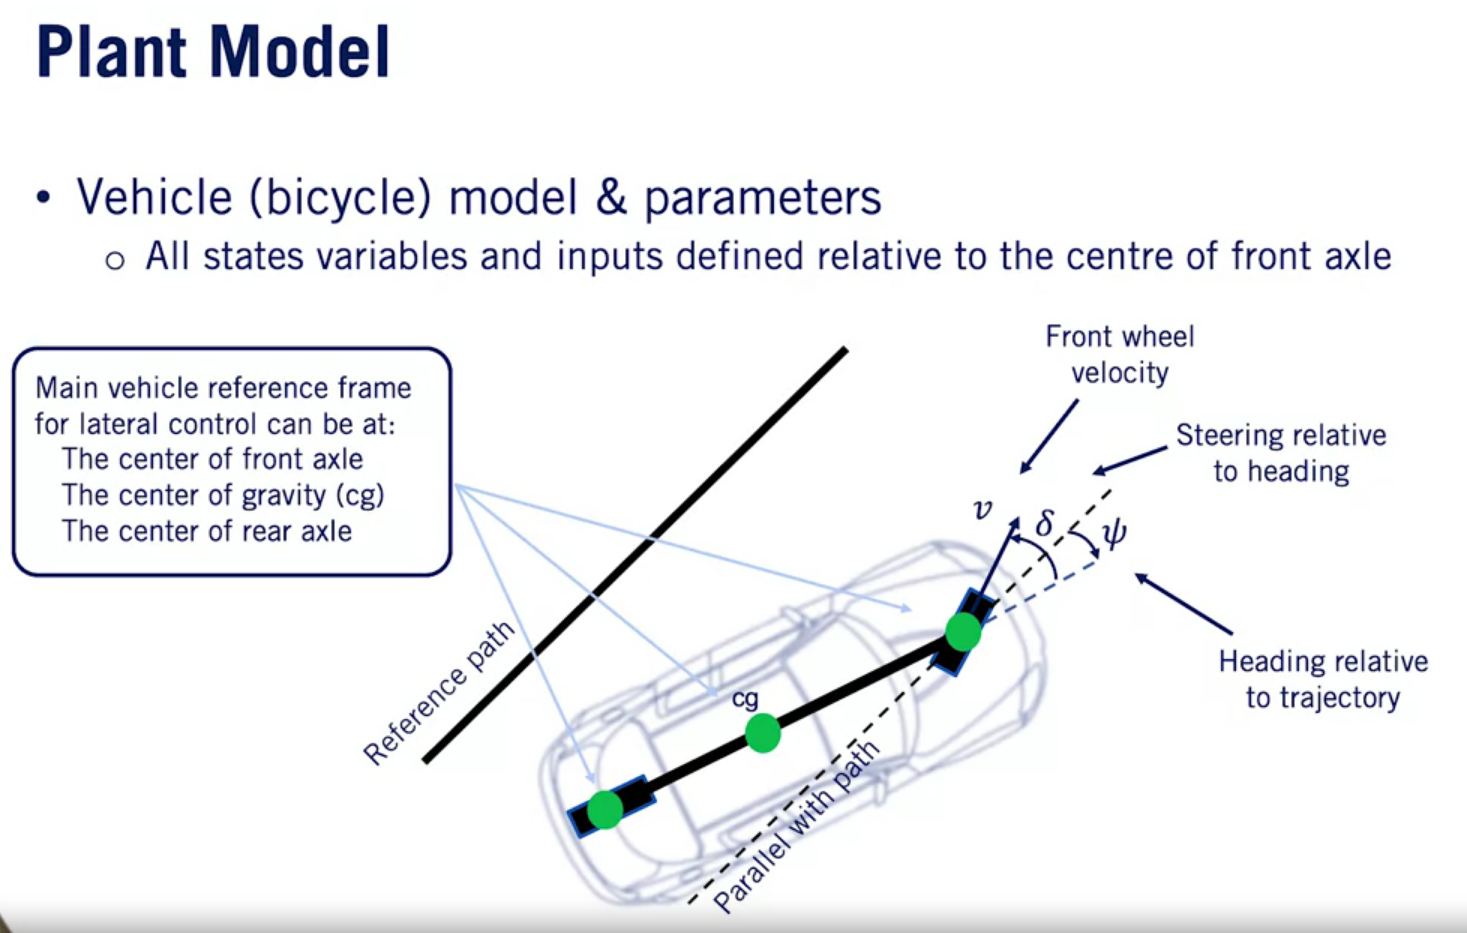 Plant Model
• Vehicle (bicycle) model & parameters
o All states variables and inputs defined relative to the centre of front axle
Main vehicle reference frame
for lateral control can be at:
The center of front axle
The center of gravity (cg)
The center of rear axle
Reference path
cg
Parallel with path
Front wheel
velocity
Steering relative
to heading
v
δ
ψ
Heading relative
to trajectory